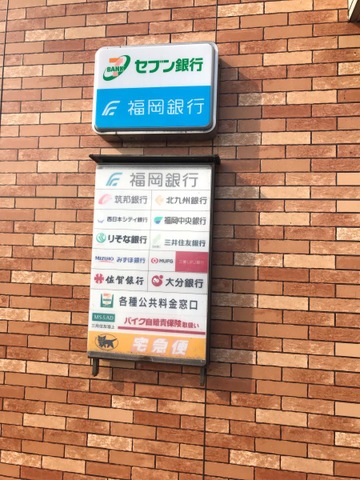 BANK セブン銀行
福岡銀行
福岡銀行
筑邦銀行 北九州銀行
西日本シティ銀行 福岡中央銀行
りそな銀行 三井住友銀行
MIZUHO みずほ銀行 MUFG
佐賀銀行 大分銀行
各種公共料金窓口
MS&AD バイク自賠責保険取扱い
宅急便